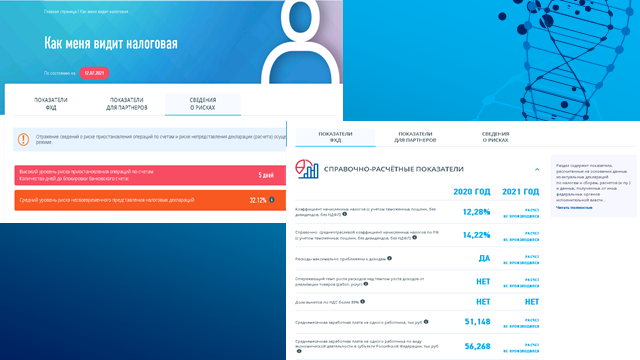 Главная страница / Как меня видит налоговая
Как меня видит налоговая
По состоянию на 12.07.2021
ПОКАЗАТЕЛИ
ФХД
ПОКАЗАТЕЛИ
ДЛЯ ПАРТНЕРОВ
СВЕДЕНИЯ
О РИСКАХ
Отражение сведений о риске приостановления операций по счетам и риске непредставления декларации (расчета) осущ
режиме.
Высокий уровень риска приостановления операций по счетам
Количество дней до блокировки банковского счета:
5 дней
Средний уровень риска несвоевременного представления налоговых деклараций
32,12%
ПОКАЗАТЕЛИ
ФХД
ПОКАЗАТЕЛИ
ДЛЯ ПАРТНЕРОВ
СВЕДЕНИЯ
О РИСКАХ
СПРАВОЧНО-РАСЧЁТНЫЕ ПОКАЗАТЕЛИ
2020 ГОД 2021 ГОД
Коэффициент начисленных налогов (с учетом таможенных пошлин, без
дивидендов, без НДФЛ)
12,28%
РАСЧЕТ
НЕ ПРОИЗВОДИЛСЯ
Справочно, среднеотраслевой коэффициент начисленных налогов по РФ
(с учетом таможенных пошлин, без дивидендов, без НДФЛ)
14,22%
РАСЧЕТ
НЕ ПРОИЗВОДИЛСЯ
Расходы максимально приближены к доходам
ДА
РАСЧЕТ
НЕ ПРОИЗВОДИЛСЯ
Опережающий темп роста расходов над темпом роста доходов от
реализации товаров (работ, услуг)
НЕТ
РАСЧЕТ
НЕ ПРОИЗВОДИЛСЯ
Доля вычетов по НДС более 89%
НЕТ
НЕТ
Среднемесячная заработная плата на одного работника, тыс.руб
51,148
РАСЧЕТ
НЕ ПРОИЗВОДИЛСЯ
Среднемесячная заработная плата на одного работника по виду
экономической деятельности в субъекте Российской Федерации, тыс.руб
56,268
РАСЧЕТ
НЕ ПРОИЗВОДИЛСЯ
Раздел содержит показатели,
рассчитанные на основании данных
из актуальных деклараций
по налогам и сборам, расчетов (и пр.)
и данных, полученных от иных
федеральных органов
исполнительной власти...
Читать полностью